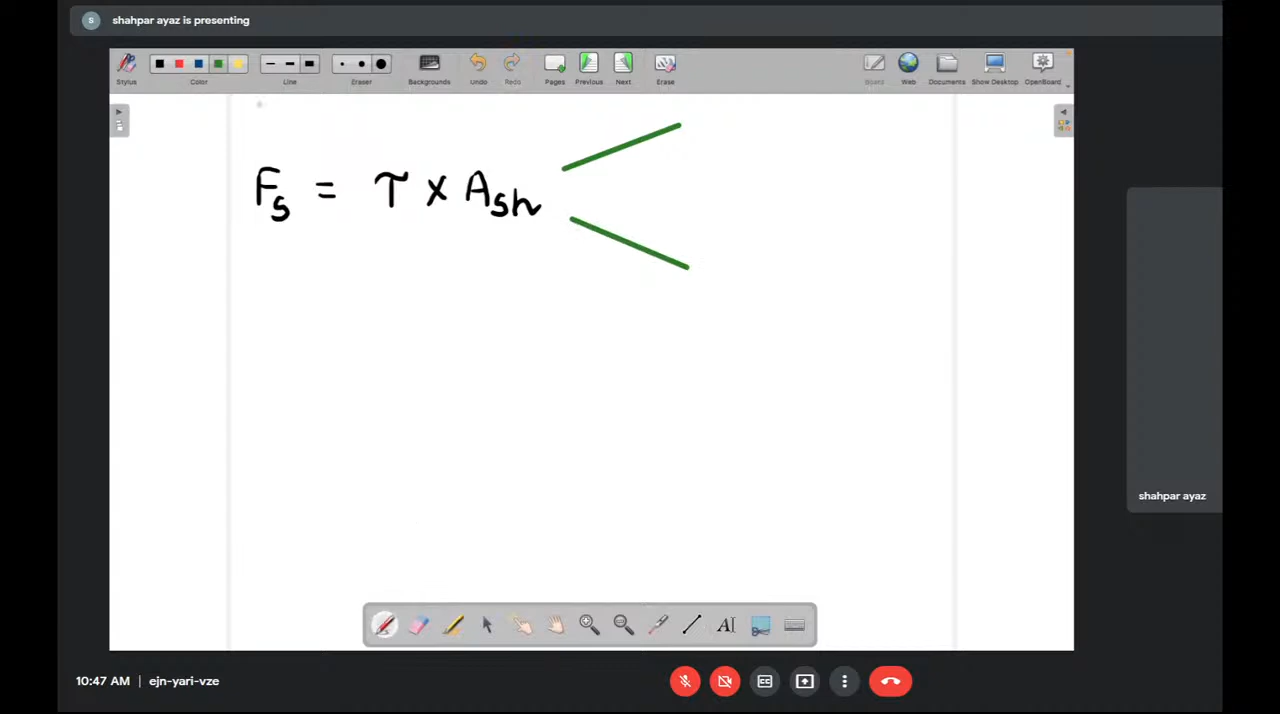 shahpar ayaz is presenting
Stylus Color Line Eraser Backgrounds Undo Redo Pages Previous Next Erase Board Web Documents Show Desktop OpenBoard
Fs = τ × Ash
shahpar ayaz
10:47 AM | ejn-yari-vze